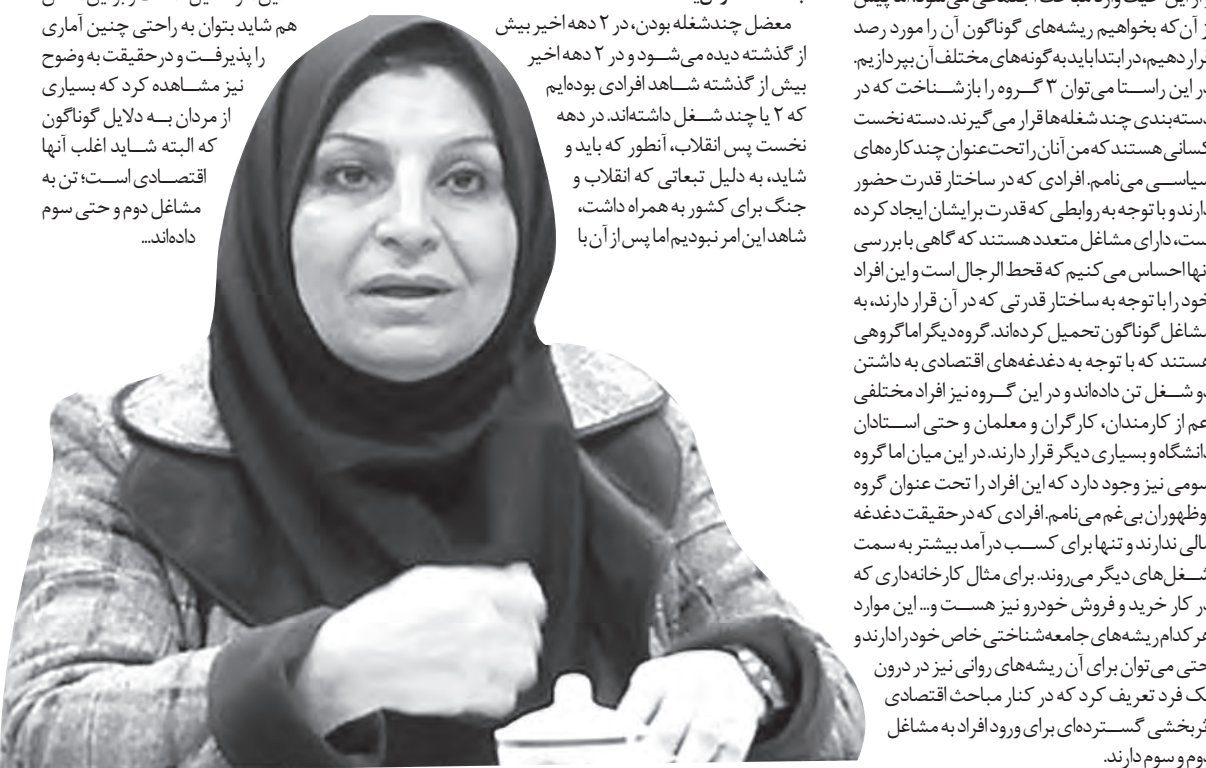 آن که بخواهیم ریشه‌های گوناگون آن را مورد رصد
قرار دهیم، در ابتدا باید به گونه‌های مختلف آن بپردازیم.
در این راستا می‌توان ۳ گروه را بازشناخت که در
دسته‌بندی چند شغله‌ها قرار می گیرند. دسته نخست
کسانی هستند که من آنان را تحت عنوان چند کاره‌های
سیاسی می‌نامم. افرادی که در ساختار قدرت حضور
دارند و با توجه به روابطی که قدرت برایشان ایجاد کرده
است، دارای مشاغل متعدد هستند که گاهی با بررسی
آنها احساس می کنیم که قحط الرجال است و این افراد
خود را با توجه به ساختار قدرتی که در آن قرار دارند، به
مشاغل گوناگون تحمیل کرده‌اند. گروه دیگر اما گروهی
هستند که با توجه به دغدغه‌های اقتصادی به داشتن
دو شغل تن داده‌اند و در این گروه نیز افراد مختلفی
اعم از کارمندان، کارگران و معلمان و حتی استادان
دانشگاه و بسیاری دیگر قرار دارند. در این میان اما گروه
سومی نیز وجود دارد که این افراد را تحت عنوان گروه
نوظهوران بی‌غم می‌نامم. افرادی که در حقیقت دغدغه
مالی ندارند و تنها برای کسب درآمد بیشتر به سمت
شغل‌های دیگر می‌روند. برای مثال کارخانه‌داری که
در کار خرید و فروش خودرو نیز هست و... این موارد
هر کدام ریشه‌های جامعه‌شناختی خاص خود را دارند و
حتی می‌توان برای آن ریشه‌های روانی نیز در درون
یک فرد تعریف کرد که در کنار مباحث اقتصادی
اثربخشی گسترده‌ای برای ورود افراد به مشاغل
دوم و سوم دارند.
معضل چندشغله بودن، در ۲ دهه اخیر بیش
از گذشته دیده می‌شود و در ۲ دهه اخیر
بیش از گذشته شاهد افرادی بوده‌ایم
که ۲ یا چند شغل داشته‌اند. در دهه
نخست پس انقلاب، آنطور که باید و
شاید، به دلیل تبعاتی که انقلاب و
جنگ برای کشور به همراه داشت،
شاهد این امر نبودیم اما پس از آن با
هم شاید بتوان به راحتی چنین آماری
را پذیرفت و در حقیقت به وضوح
نیز مشاهده کرد که بسیاری
از مردان به دلایل گوناگون
که البته شاید اغلب آنها
اقتصادی است؛ تن به
مشاغل دوم و حتی سوم
داده‌اند...